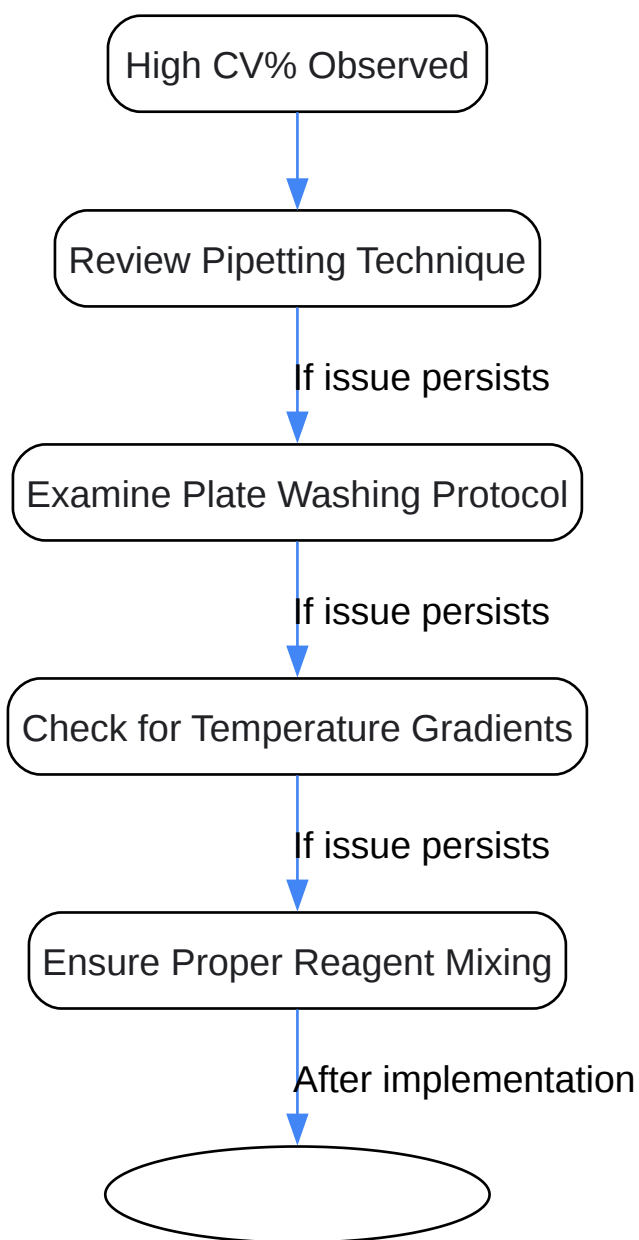 High CV% Observed
Review Pipetting Technique
If issue persists
Examine Plate Washing Protocol
If issue persists
Check for Temperature Gradients
If issue persists
Ensure Proper Reagent Mixing
After implementation